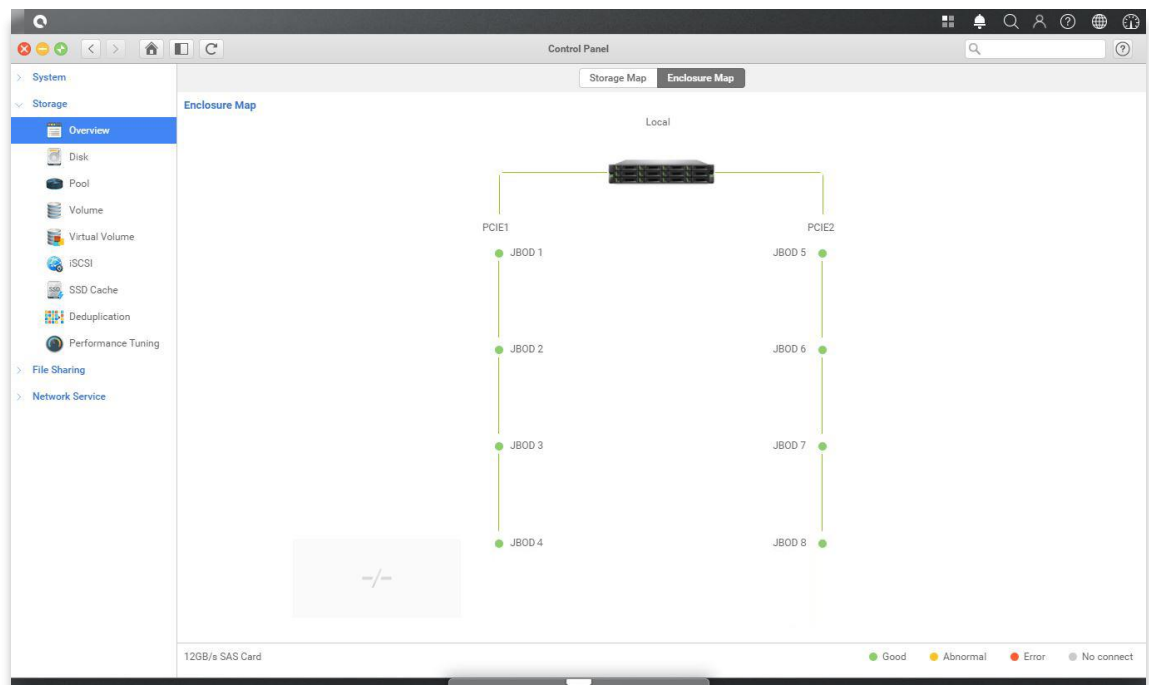 Control Panel
System
Storage
Overview
Disk
Pool
Volume
Virtual Volume
iSCSI
SSD Cache
Deduplication
Performance Tuning
File Sharing
Network Service
Storage Map Enclosure Map
Enclosure Map
Local
PCIE1 PCIE2
JBOD 1 JBOD 5
JBOD 2 JBOD 6
JBOD 3 JBOD 7
JBOD 4 JBOD 8
-/-
12GB/s SAS Card Good Abnormal Error No connect